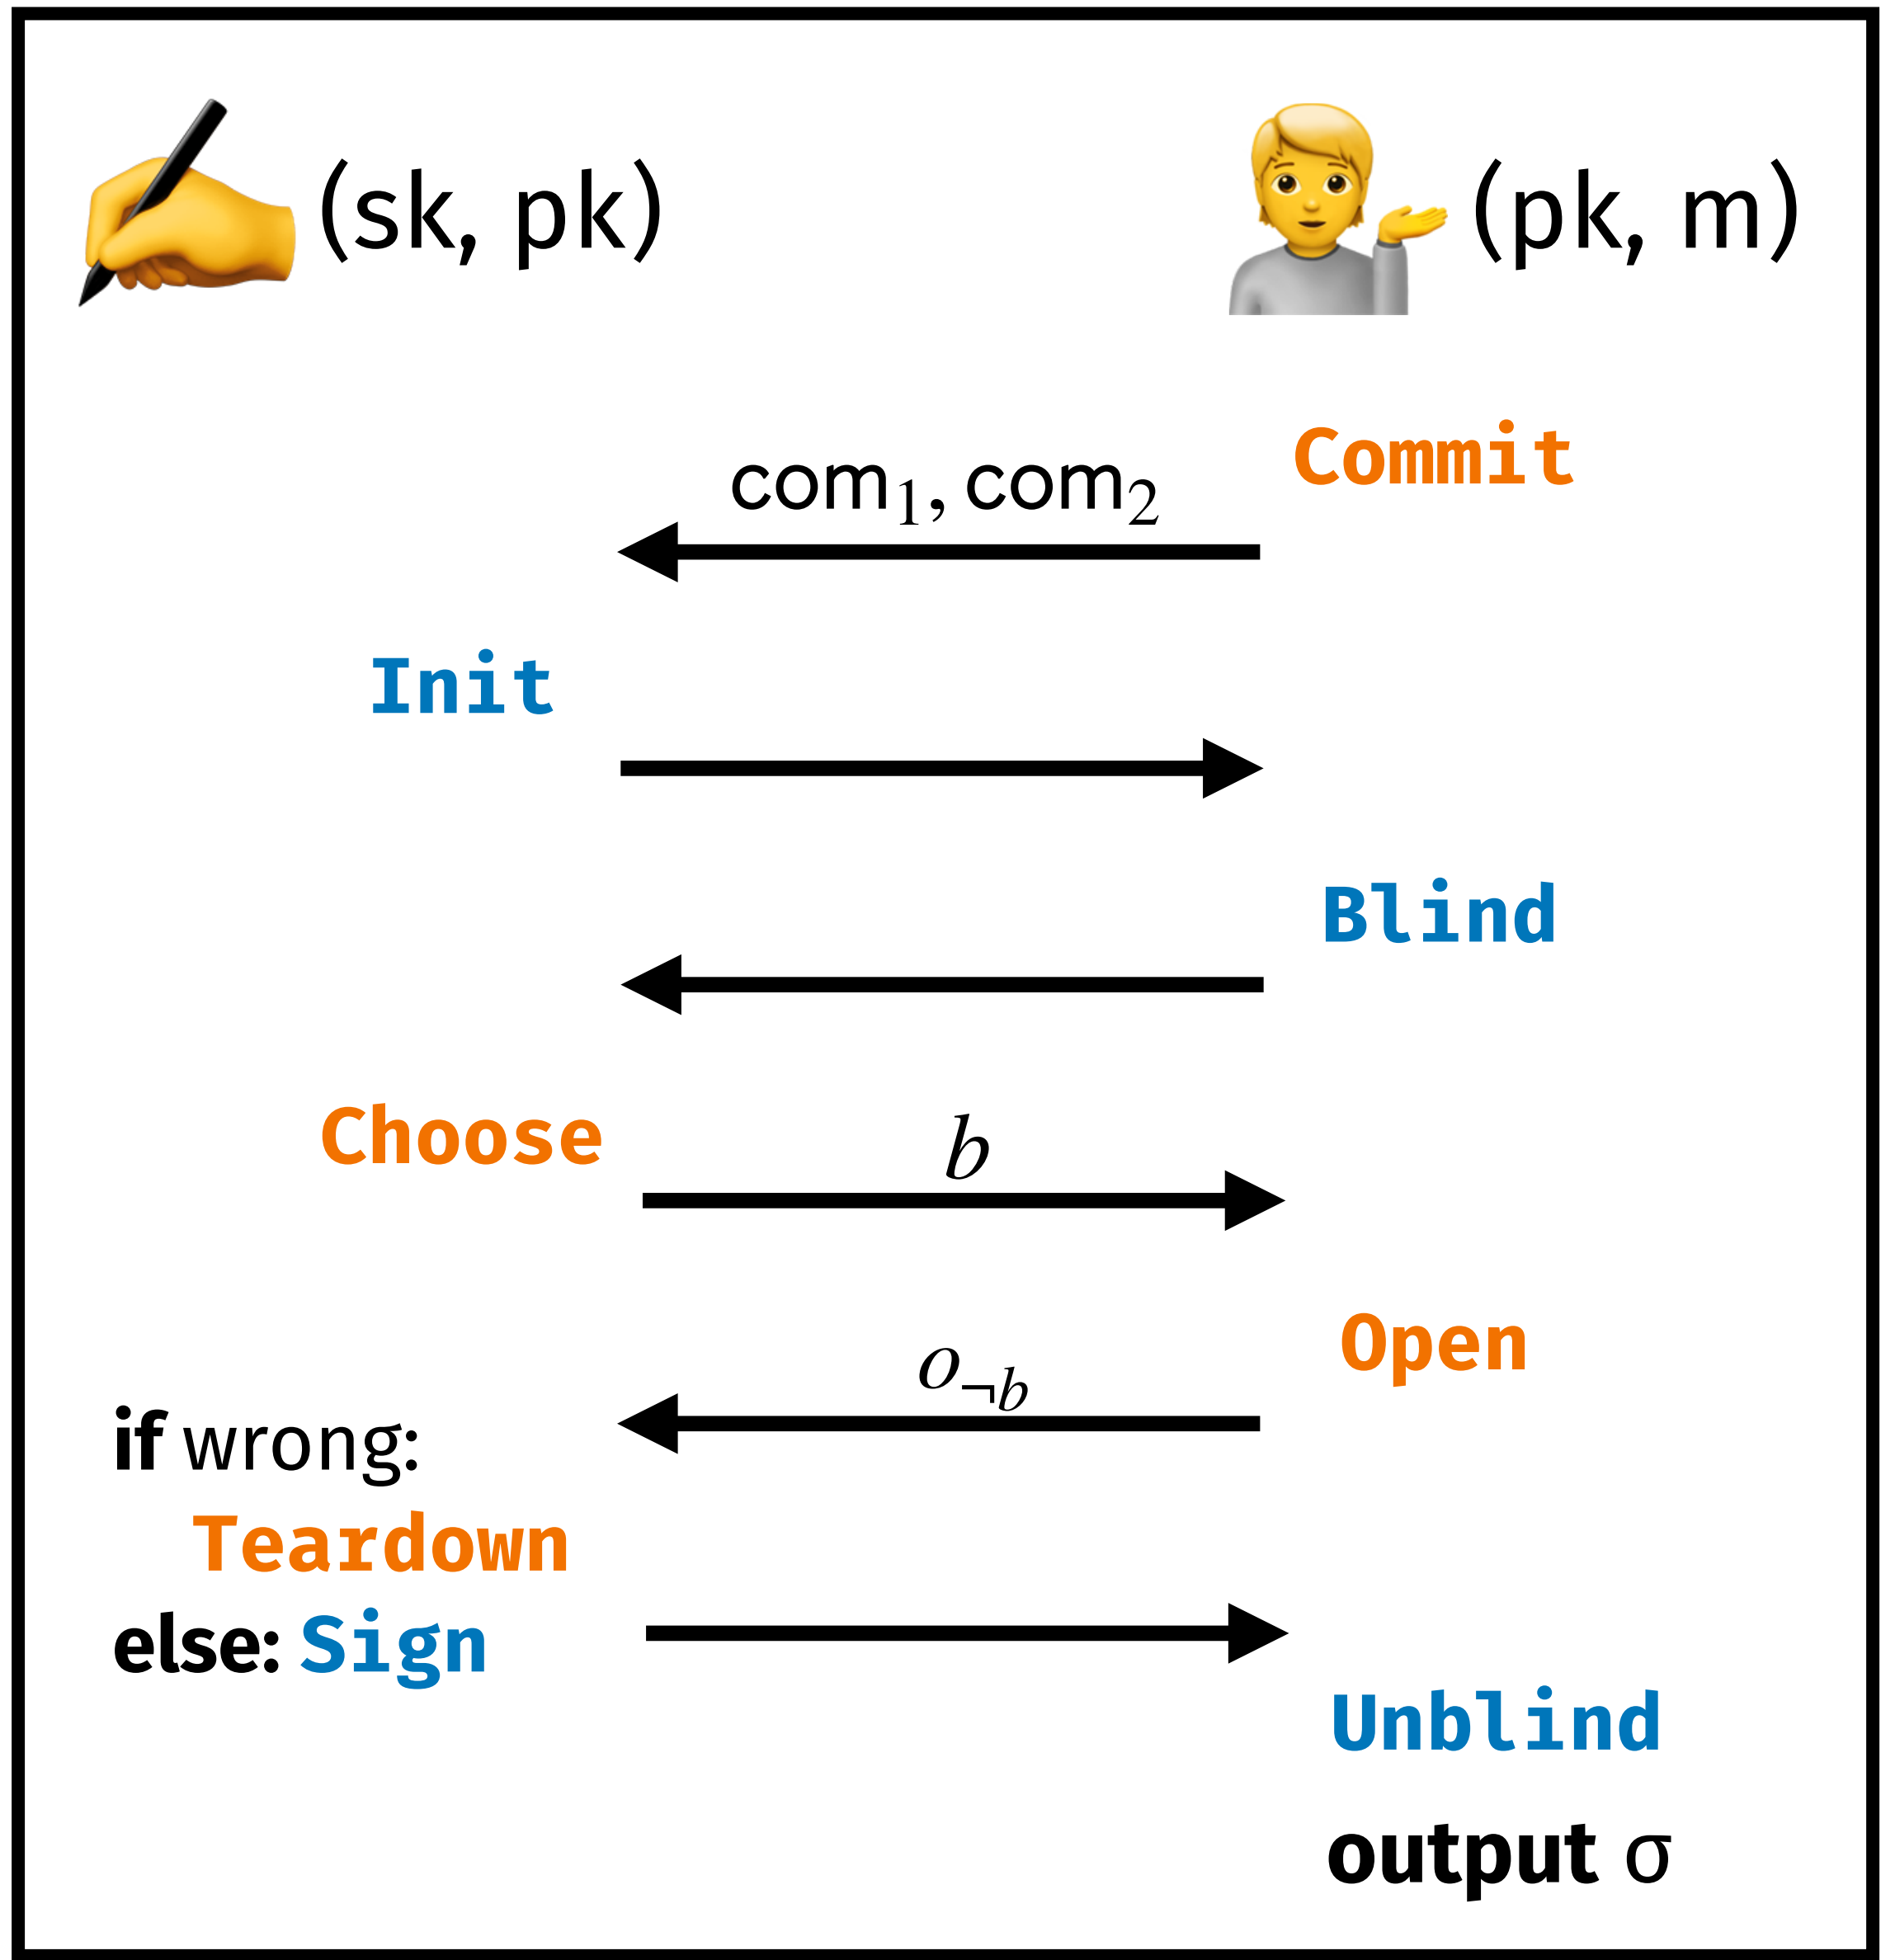 (sk, pk) (pk, m)
Commit
com₁, com₂
Init
Blind
Choose
b
Open
o¬b
if wrong:
Teardown
else: Sign
Unblind
output σ